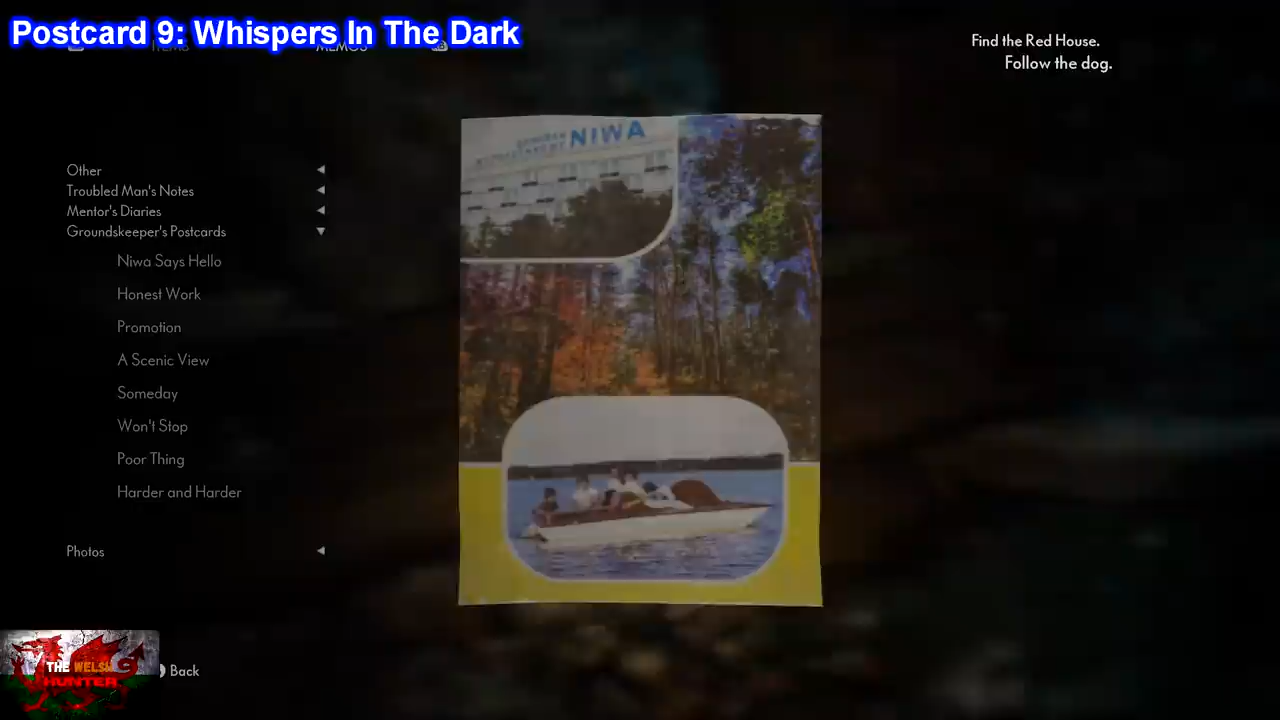 Postcard 9: Whispers In The Dark
ITEMS
MEMOS
Find the Red House.
Follow the dog.
Other
Troubled Man's Notes
Mentor's Diaries
Groundskeeper's Postcards
Niwa Says Hello
Honest Work
Promotion
A Scenic View
Someday
Won't Stop
Poor Thing
Harder and Harder
Photos
NIWA
THE WELSH
HUNTER
Back